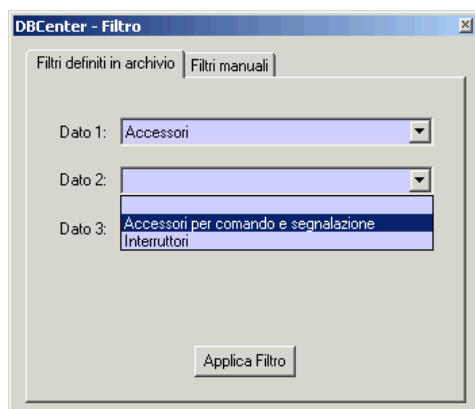 DBCenter - Filtro
Filtri definiti in archivio Filtri manuali
Dato 1: Accessori
Dato 2:
Accessori per comando e segnalazione
Dato 3:
Interruttori
Applica Filtro